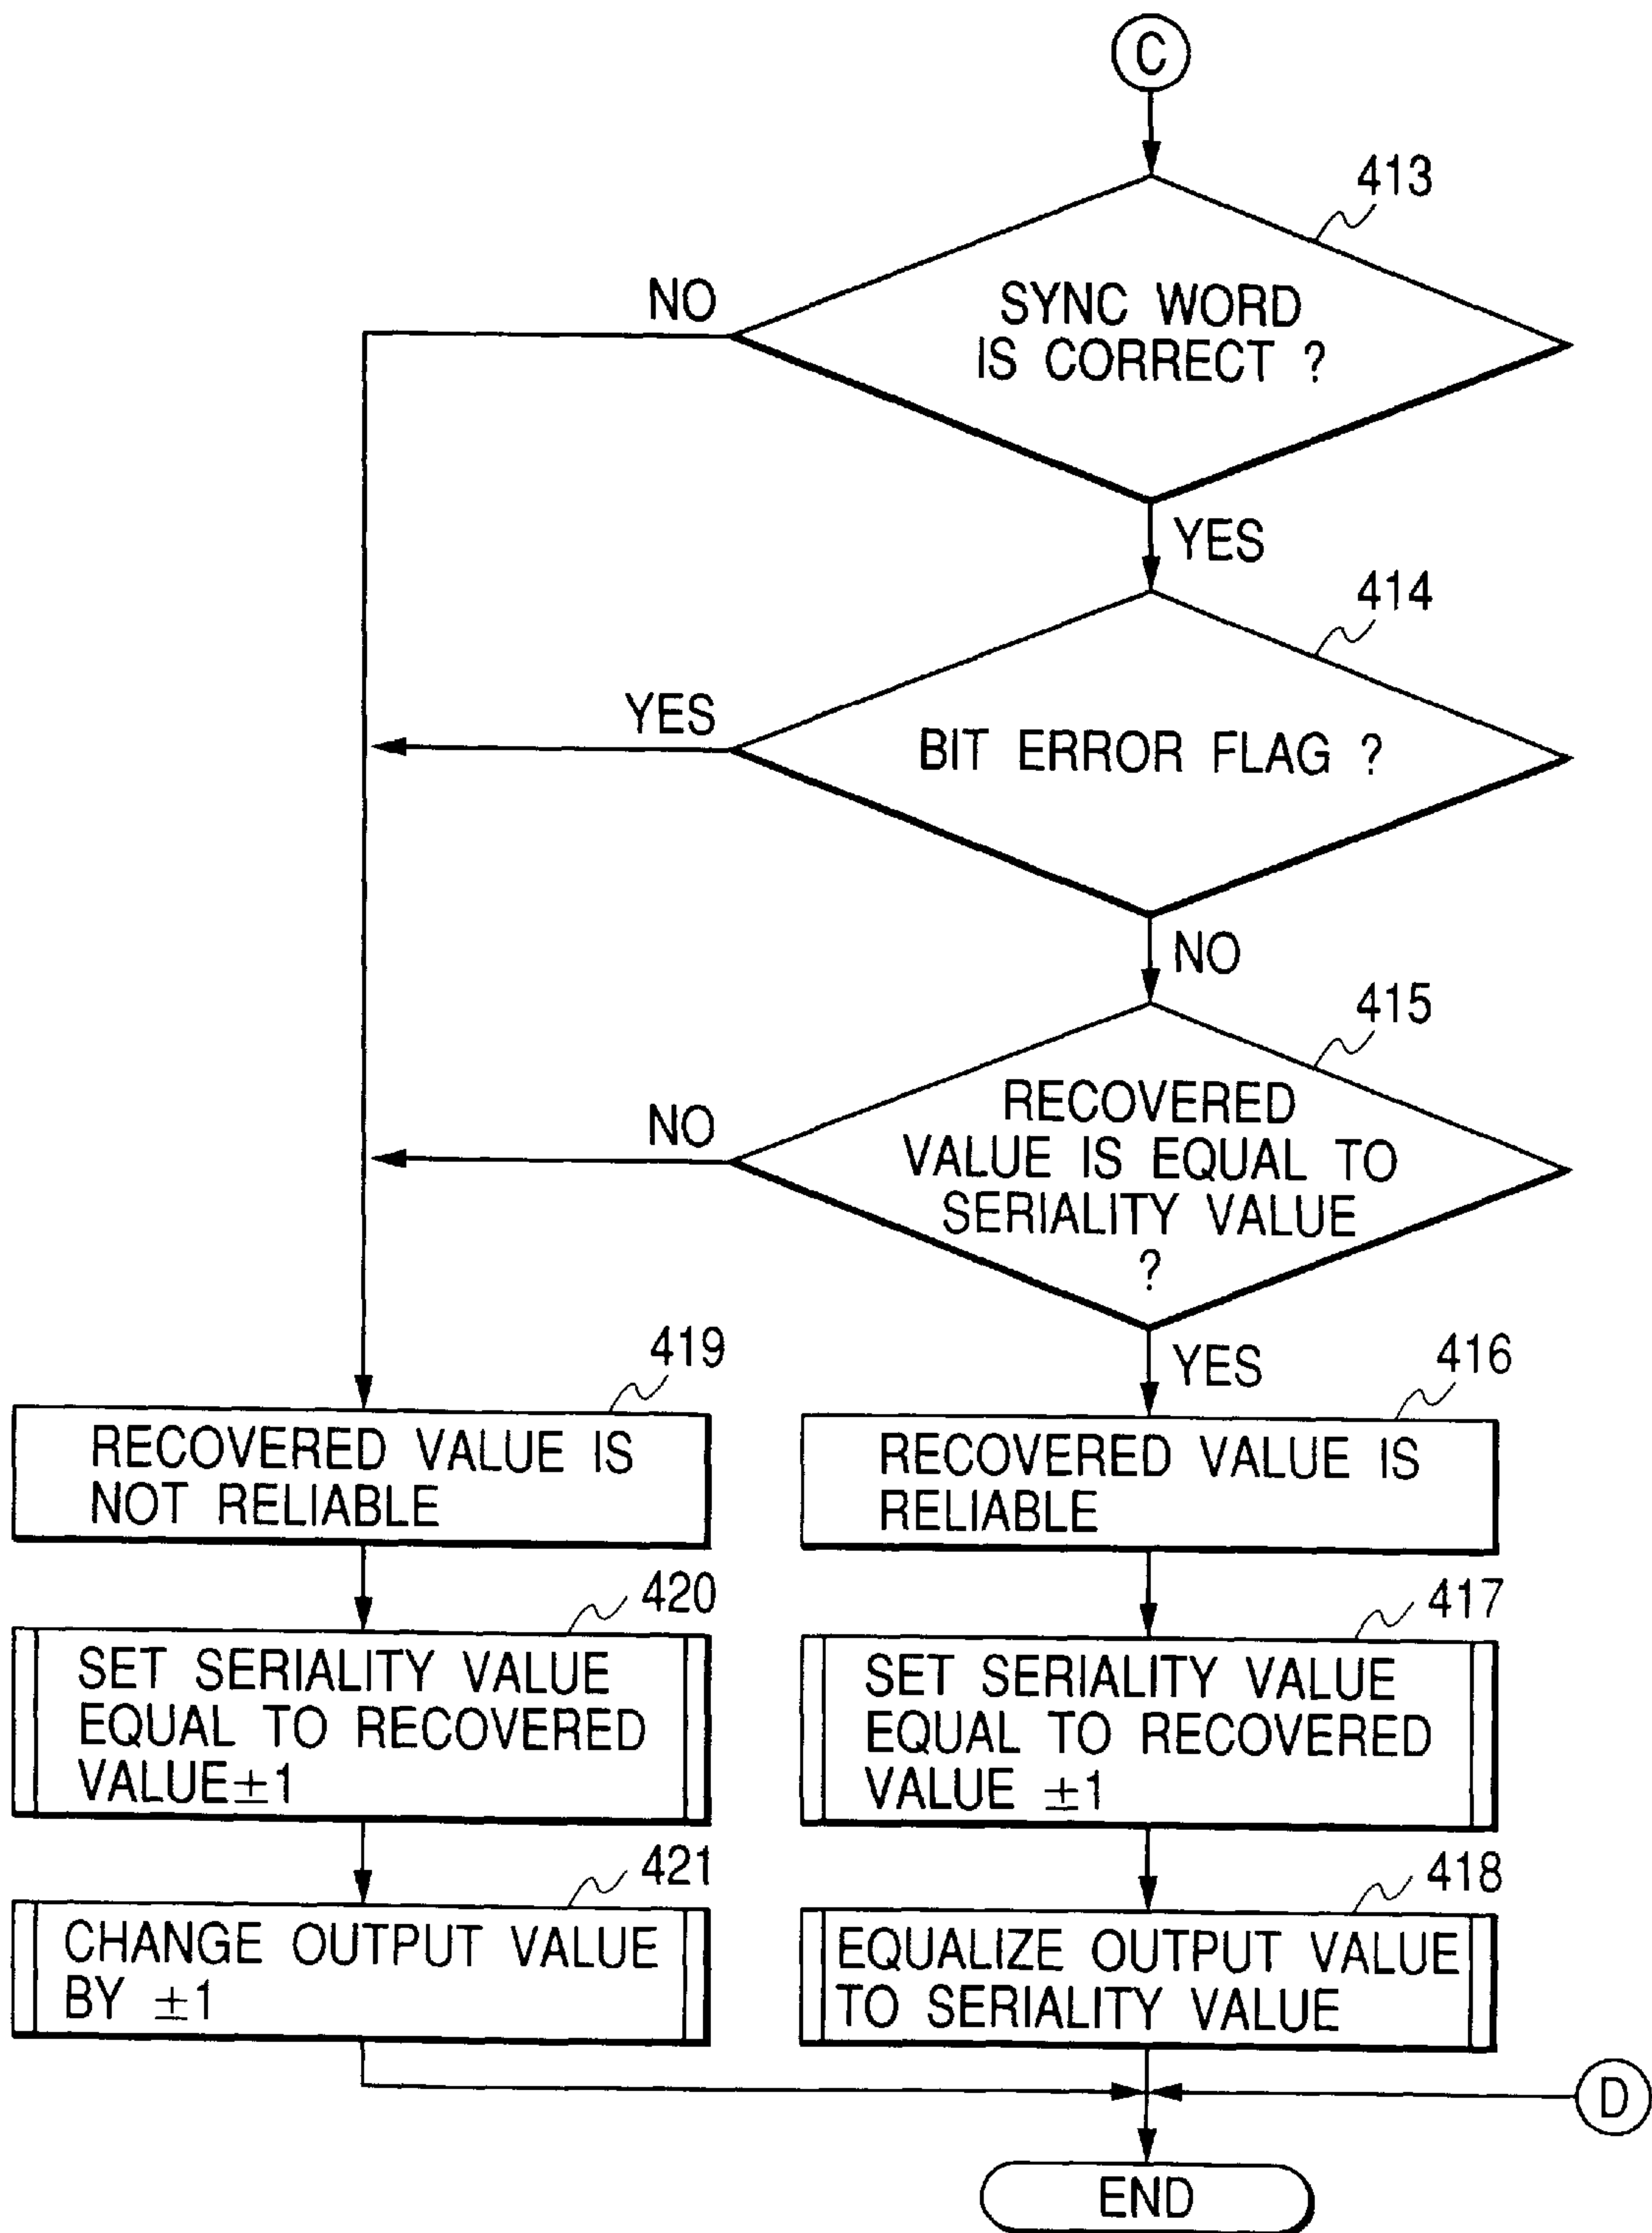 C
413
SYNC WORD
IS CORRECT ?
NO
YES
414
BIT ERROR FLAG ?
YES
NO
415
RECOVERED
VALUE IS EQUAL TO
SERIALITY VALUE
?
NO
YES
419
RECOVERED VALUE IS
NOT RELIABLE
416
RECOVERED VALUE IS
RELIABLE
420
SET SERIALITY VALUE
EQUAL TO RECOVERED
VALUE±1
417
SET SERIALITY VALUE
EQUAL TO RECOVERED
VALUE ±1
421
CHANGE OUTPUT VALUE
BY ±1
418
EQUALIZE OUTPUT VALUE
TO SERIALITY VALUE
D
END